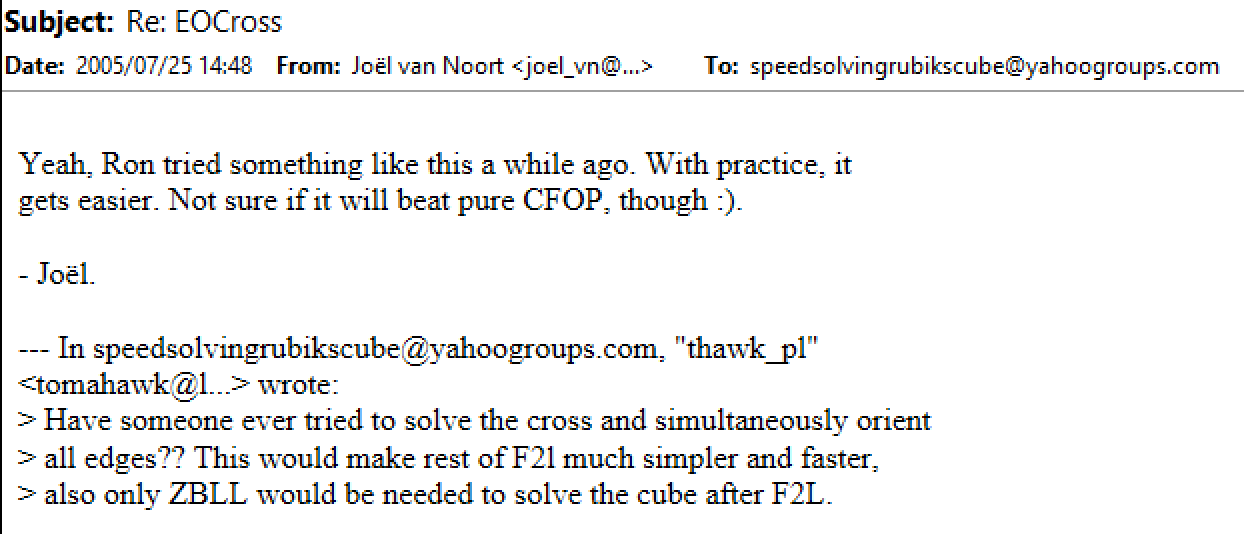 Subject: Re: EOCross
Date: 2005/07/25 14:48 From: Joël van Noort <joel_vn@...> To: speedsolvingrubikscube@yahoogroups.com
Yeah, Ron tried something like this a while ago. With practice, it
gets easier. Not sure if it will beat pure CFOP, though :).
- Joël.
--- In speedsolvingrubikscube@yahoogroups.com, "thawk_pl"
<tomahawk@l...> wrote:
> Have someone ever tried to solve the cross and simultaneously orient
> all edges?? This would make rest of F2l much simpler and faster,
> also only ZBLL would be needed to solve the cube after F2L.